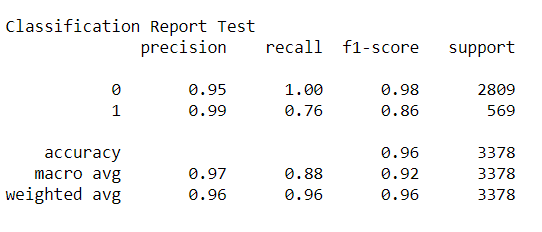 Classification Report Test
precision recall f1-score support
0 0.95 1.00 0.98 2809
1 0.99 0.76 0.86 569
accuracy 0.96 3378
macro avg 0.97 0.88 0.92 3378
weighted avg 0.96 0.96 0.96 3378